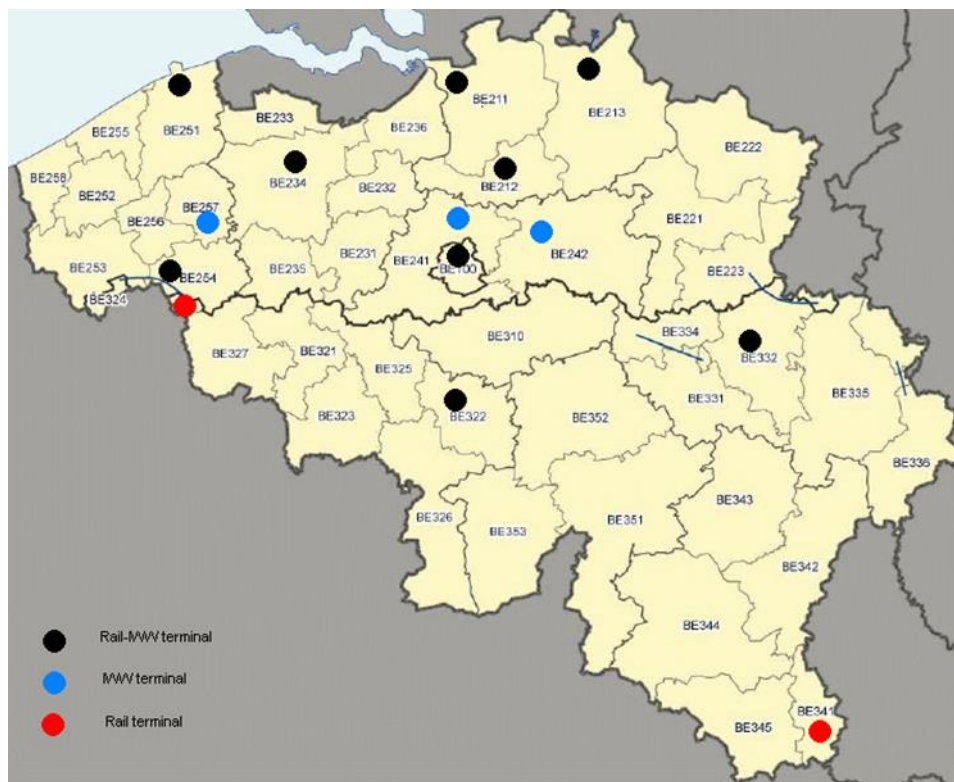 BE211
BE213
BE233
BE251
BE255
BE236
BE222
BE258
BE252
BE234
BE232
BE212
BE257
BE256
BE221
BE231
BE241
BE242
BE253
BE254
BE235
BE100
BE223
BE324
BE334
BE310
BE321
BE327
BE332
BE325
BE335
BE331
BE323
BE322
BE352
BE336
BE343
BE326
BE351
BE353
BE342
BE344
BE341
BE345
Rail-IWW terminal
IWW terminal
Rail terminal